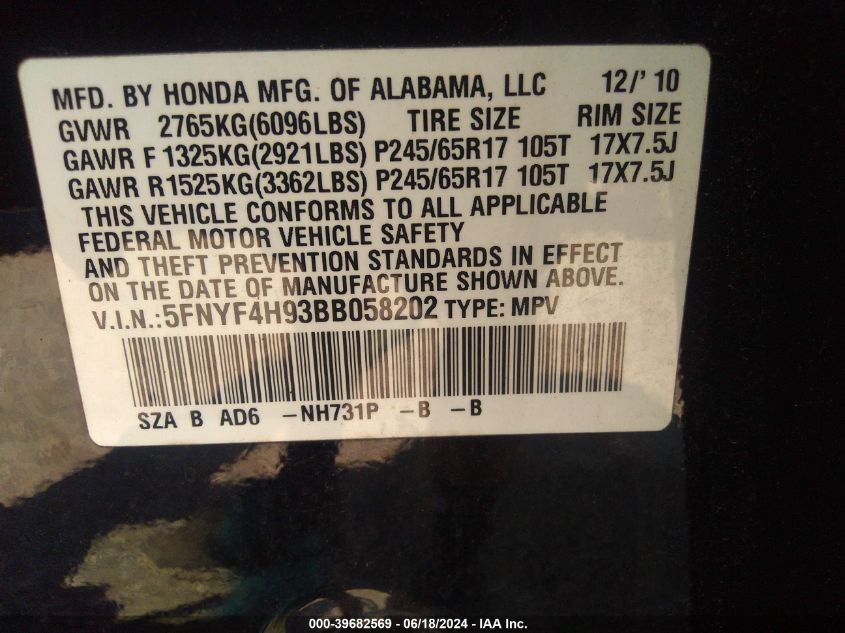 MFD. BY HONDA MFG. OF ALABAMA, LLC 12/' 10
GVWR 2765KG(6096LBS) TIRE SIZE RIM SIZE
GAWR F 1325KG(2921LBS) P245/65R17 105T 17X7.5J
GAWR R1525KG(3362LBS) P245/65R17 105T 17X7.5J
THIS VEHICLE CONFORMS TO ALL APPLICABLE
FEDERAL MOTOR VEHICLE SAFETY
AND THEFT PREVENTION STANDARDS IN EFFECT
ON THE DATE OF MANUFACTURE SHOWN ABOVE.
V.I.N.:5FNYF4H93BB058202 TYPE: MPV
SZA B AD6 -NH731P -B -B
000-39682569 / 06/18/2024 - IAA Inc.